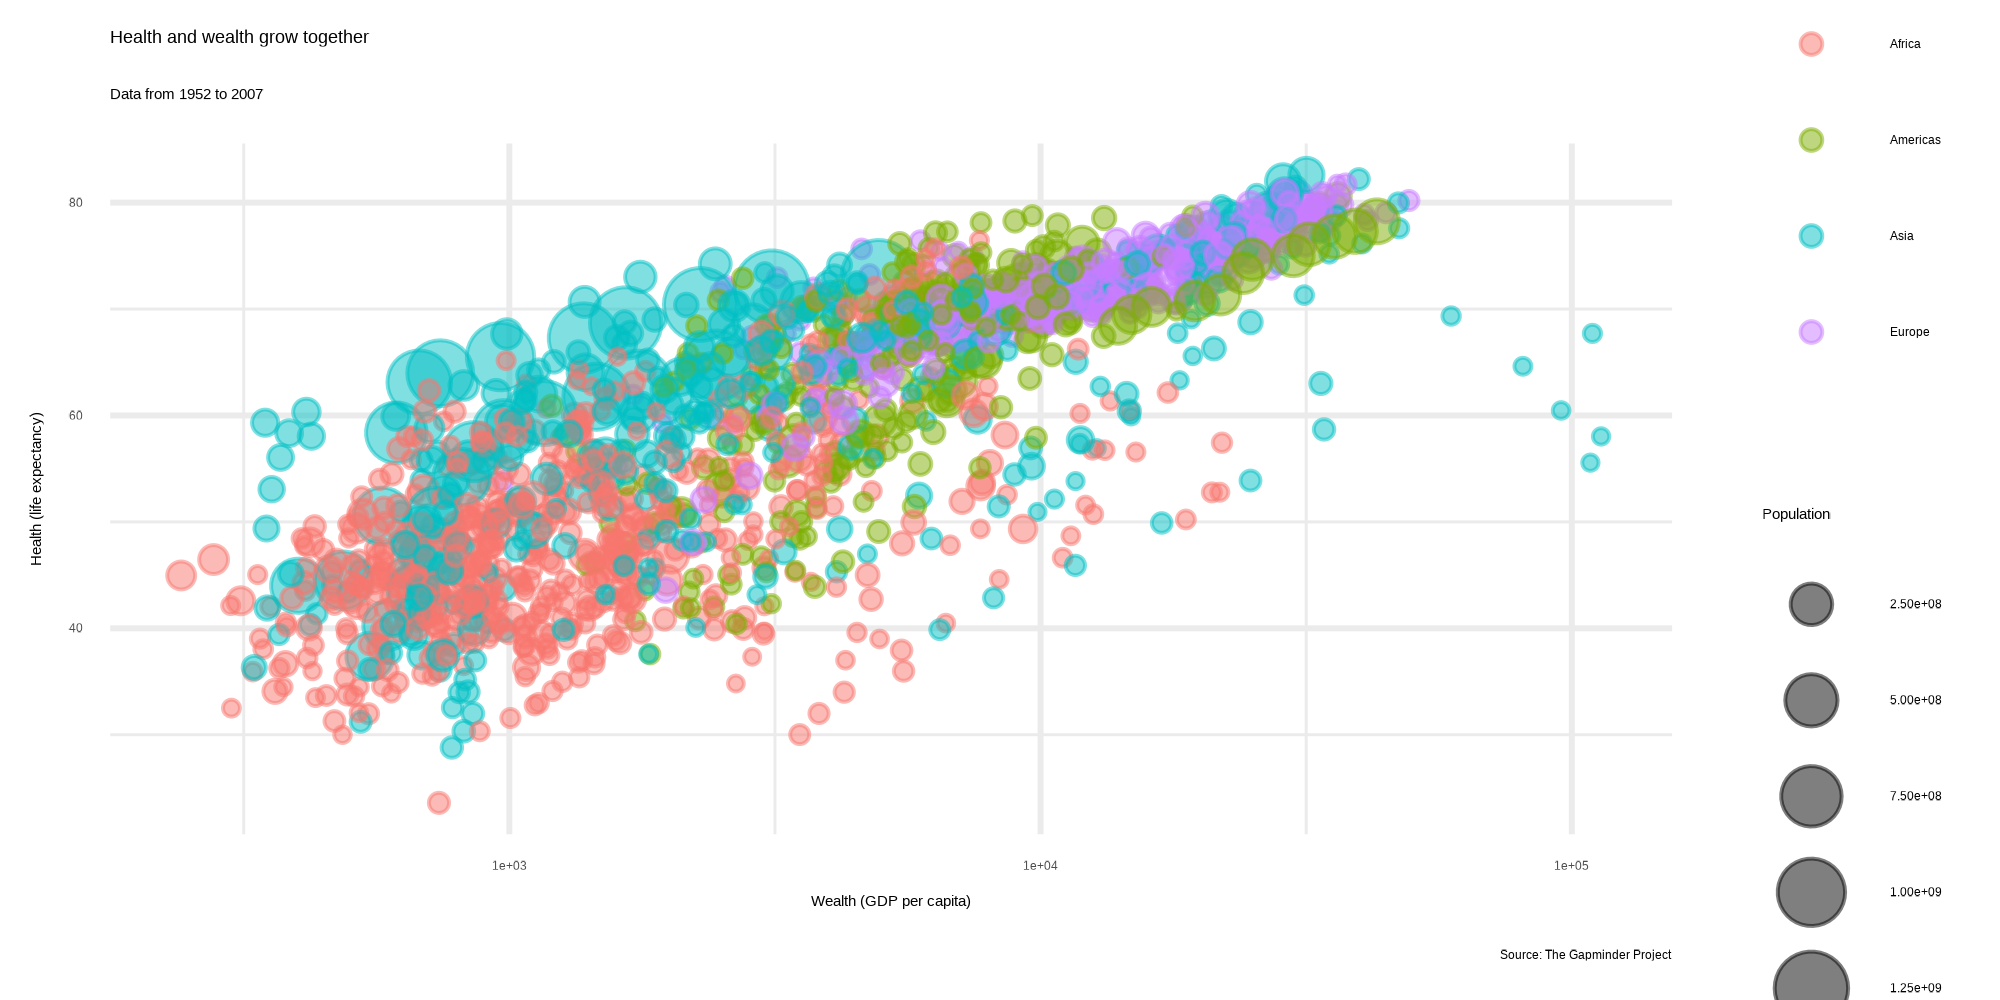 Health and wealth grow together
Data from 1952 to 2007
Health (life expectancy)
80
60
40
1e+03
1e+04
1e+05
Wealth (GDP per capita)
Source: The Gapminder Project
Africa
Americas
Asia
Europe
Population
2.50e+08
5.00e+08
7.50e+08
1.00e+09
1.25e+09